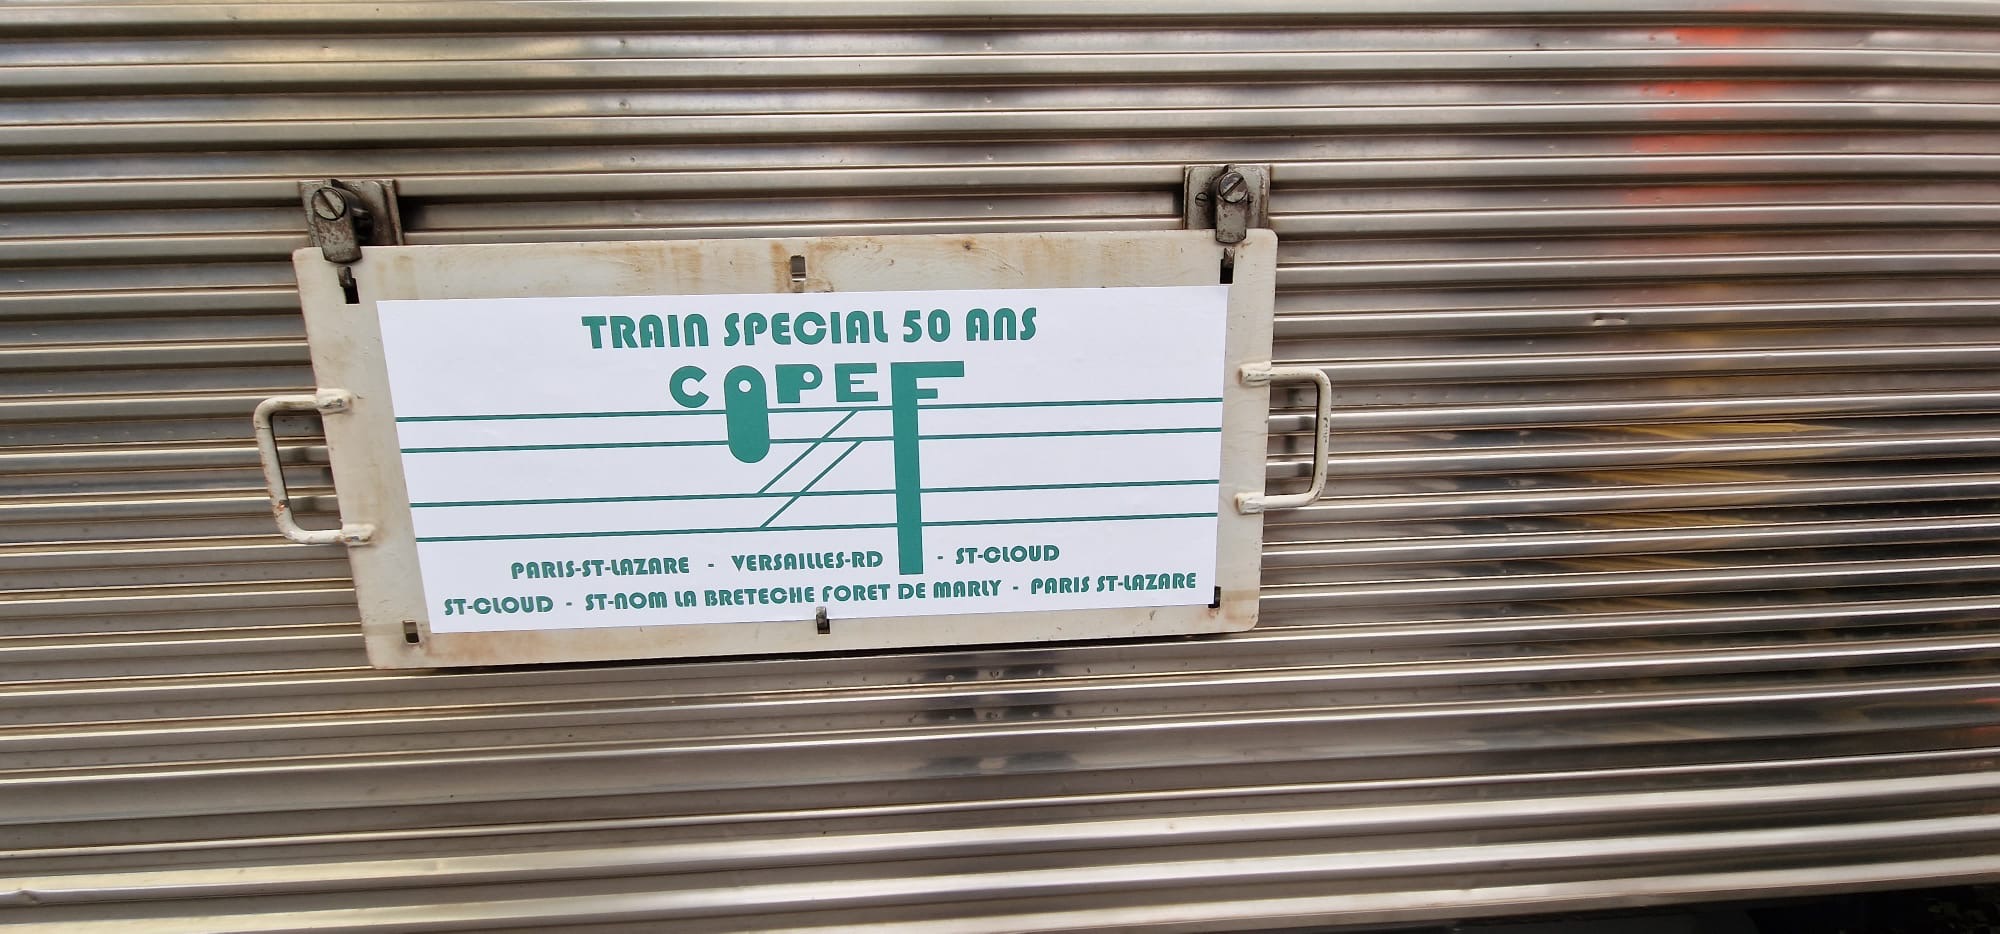 TRAIN SPECIAL 50 ANS
COPEF
PARIS-ST-LAZARE - VERSAILLES-RD - ST-CLOUD
ST-CLOUD - ST-NOM LA BRETECHE FORET DE MARLY - PARIS ST-LAZARE